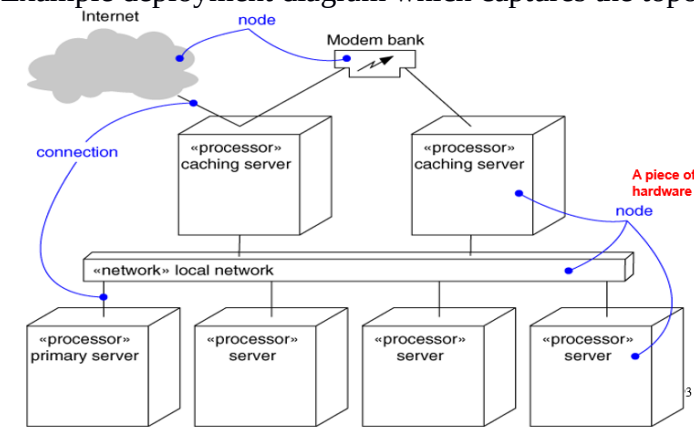 Example deployment diagram which captures the topo
Internet
node
Modem bank
connection
«processor»
caching server
«processor»
caching server
A piece of
hardware
node
«network» local network
«processor»
primary server
«processor»
server
«processor»
server
«processor»
server
3